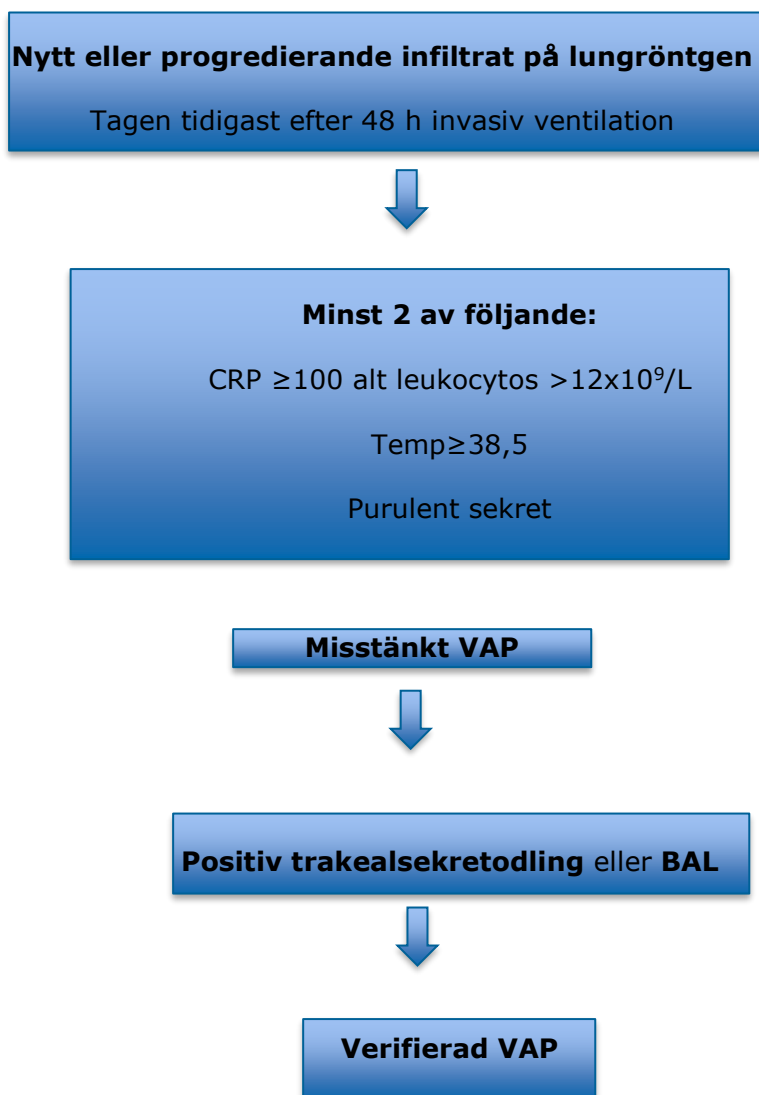 Nytt eller progredierande infiltrat på lungröntgen
Tagen tidigast efter 48 h invasiv ventilation
Minst 2 av följande:
CRP ≥100 alt leukocytos >12x10⁹/L
Temp≥38,5
Purulent sekret
Misstänkt VAP
Positiv trakealsekretodling eller BAL
Verifierad VAP